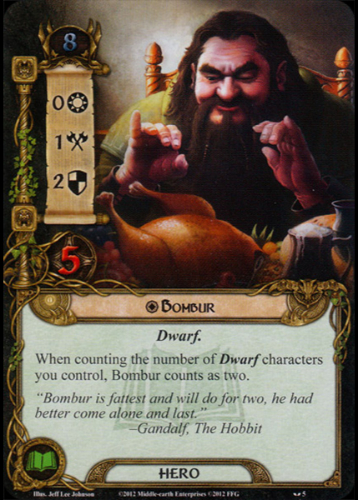 8
0
1
2
5
Bombur
Dwarf.
When counting the number of Dwarf characters
you control, Bombur counts as two.
"Bombur is fattest and will do for two, he had
better come alone and last."
–Gandalf, The Hobbit
HERO
Illus. Jeff Lee Johnson ©2012 Middle-earth Enterprises ©2012 FFG 5